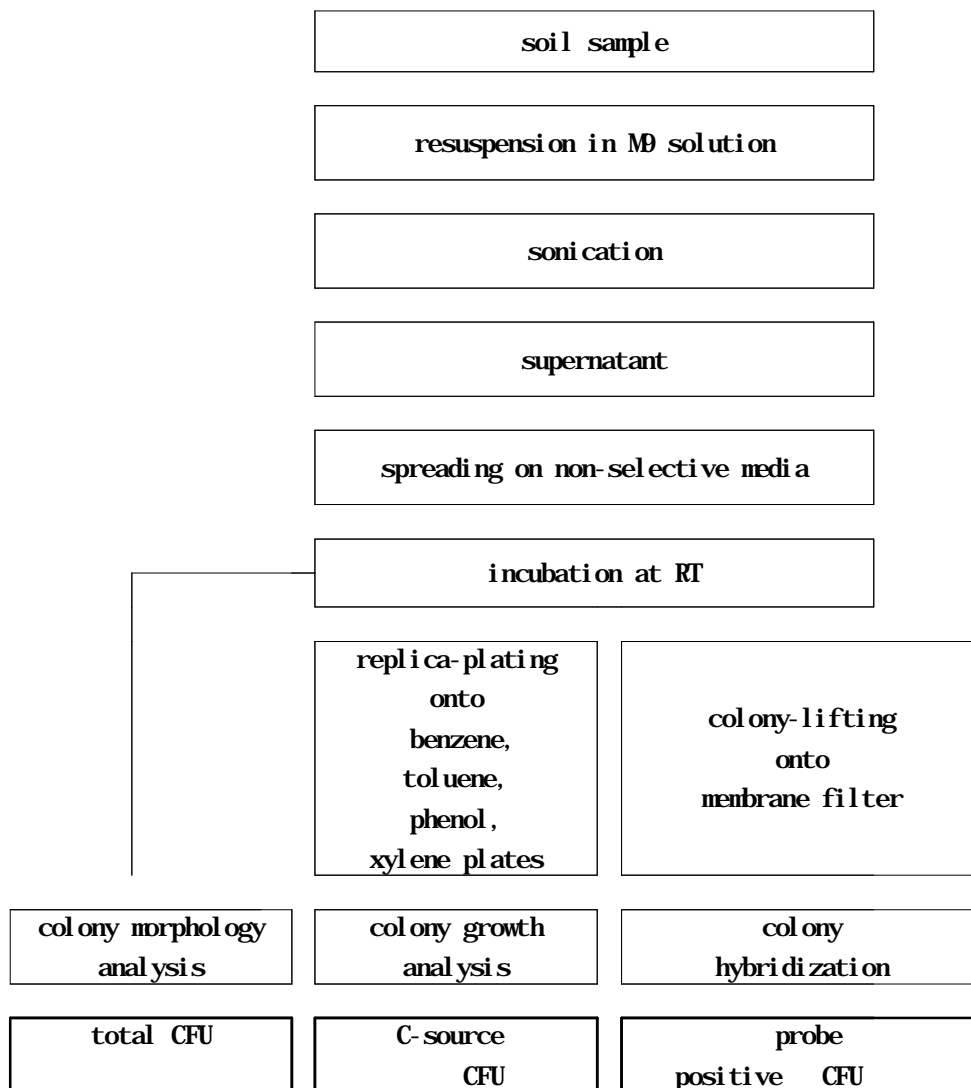 soil sample
resuspension in M9 solution
sonication
supernatant
spreading on non-selective media
incubation at RT
replica-plating
onto
benzene,
toluene,
phenol,
xylene plates
colony-lifting
onto
membrane filter
colony morphology
analysis
colony growth
analysis
colony
hybridization
total CFU
C-source
CFU
probe
positive CFU